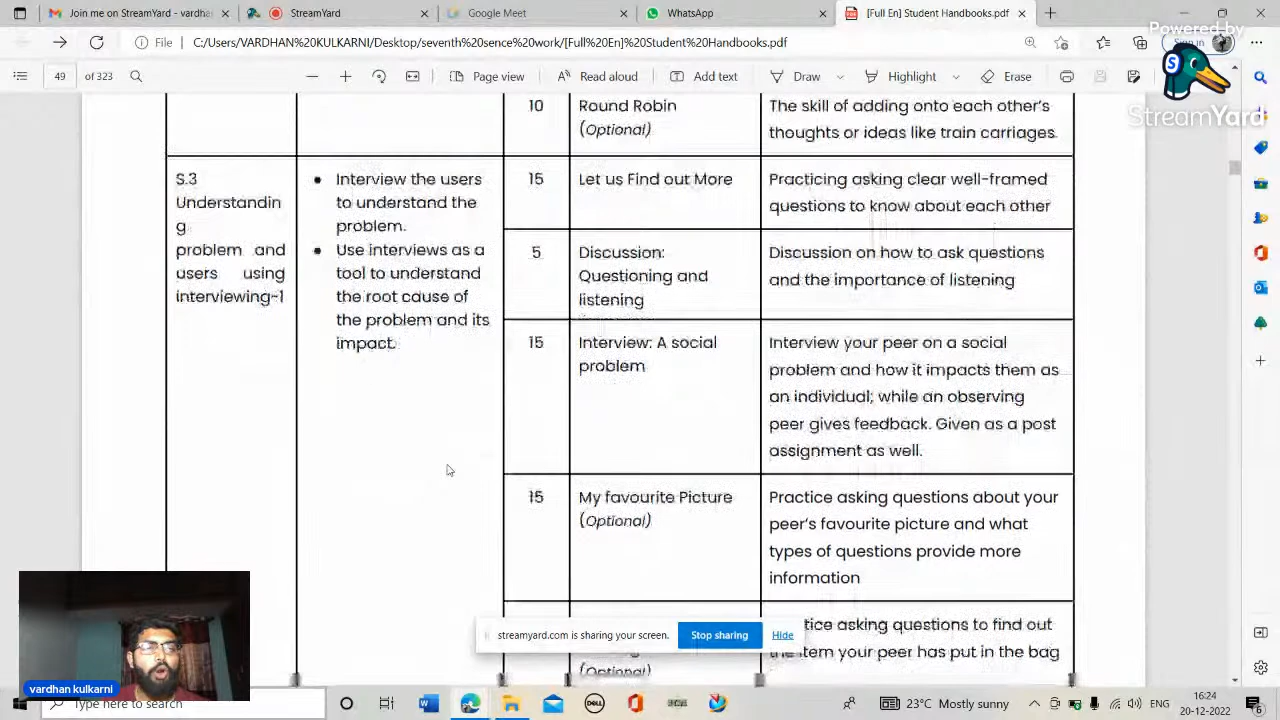 Join me on StreamYard - vardha
StreamYard
Google Meet
WhatsApp
[Full En] Student Handbooks.pdf
File
C:/Users/VARDHAN%20KULKARNI/Desktop/seventh%20science%20work/[Full%20En]%20Student%20Handbooks.pdf
Sign in
Powered by
StreamYard
49 of 323
Page view
Read aloud
Add text
Draw
Highlight
Erase
10
Round Robin
(Optional)
The skill of adding onto each other's
thoughts or ideas like train carriages.
S.3
Understandin
g
problem and
users using
interviewing-1
Interview the users
to understand the
problem.
Use interviews as a
tool to understand
the root cause of
the problem and its
impact.
15
Let us Find out More
Practicing asking clear well-framed
questions to know about each other
5
Discussion:
Questioning and
listening
Discussion on how to ask questions
and the importance of listening
15
Interview: A social
problem
Interview your peer on a social
problem and how it impacts them as
an individual; while an observing
peer gives feedback. Given as a post
assignment as well.
15
My favourite Picture
(Optional)
Practice asking questions about your
peer's favourite picture and what
types of questions provide more
information
(Optional)
asking questions to find out
the item your peer has put in the bag
streamyard.com is sharing your screen.
Stop sharing
Hide
vardhan kulkarni
Type here to search
DELL
23°C Mostly sunny
16:24
20-12-2022
6